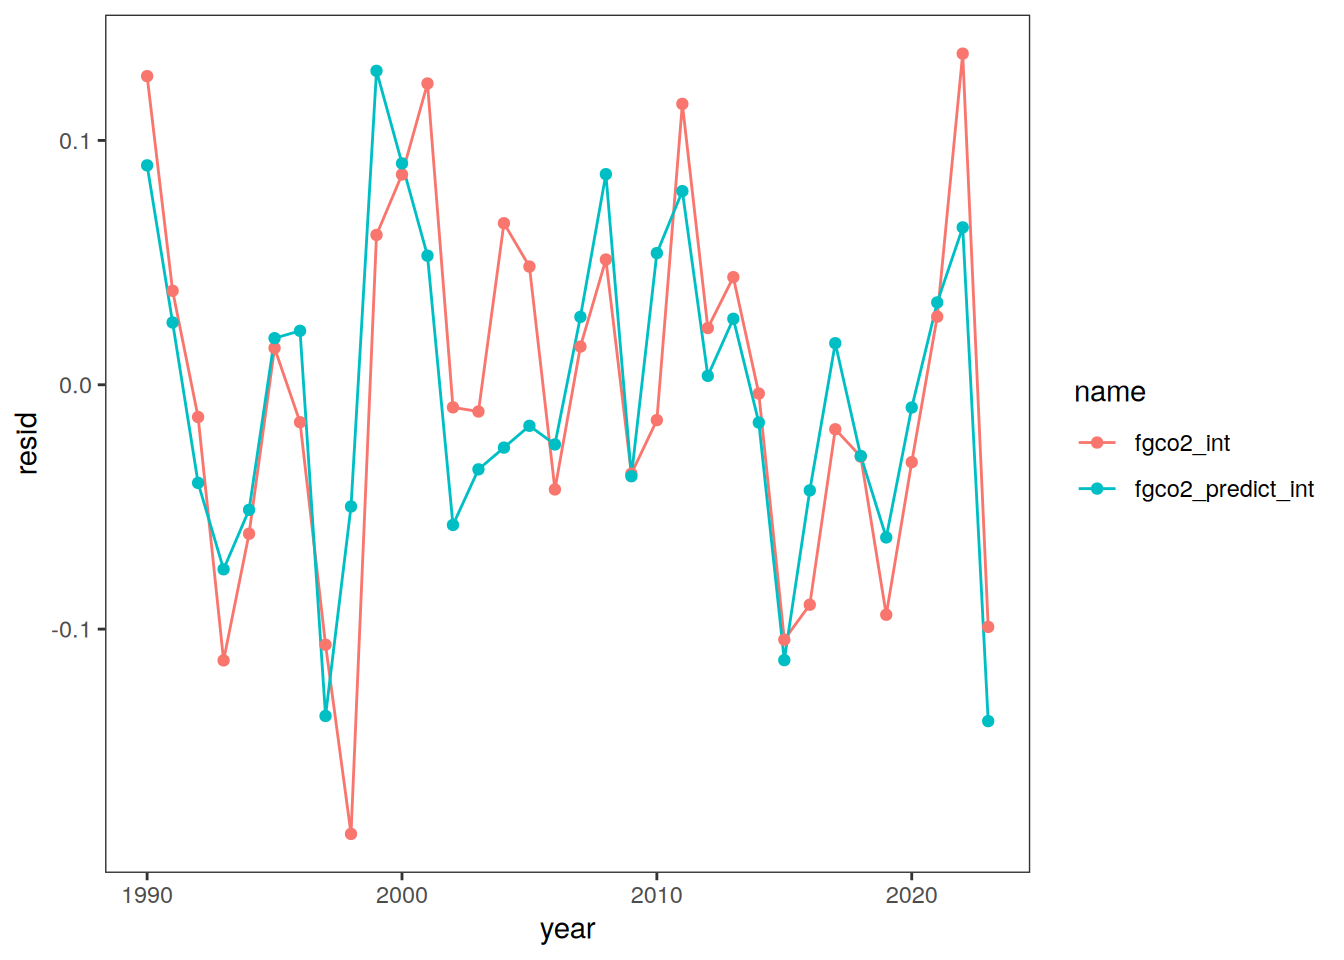 0.1
0.0
-0.1
resid
1990
2000
2010
2020
year
name
fgco2_int
fgco2_predict_int